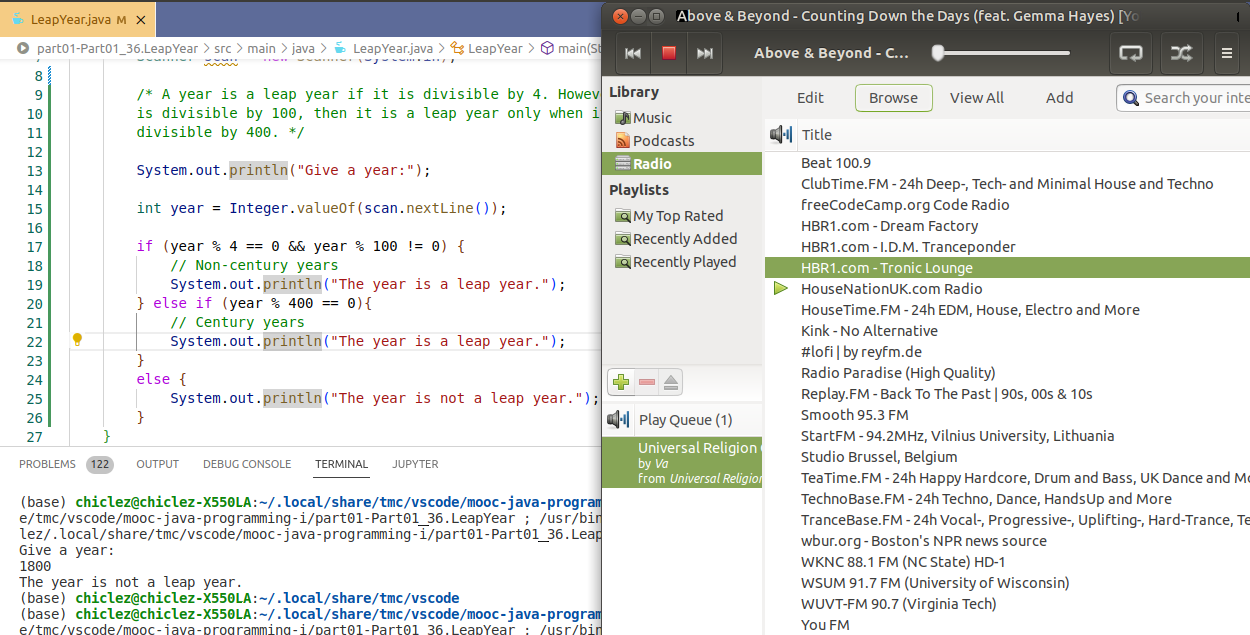 LeapYear.java M
part01-Part01_36.LeapYear > src > main > java > LeapYear.java > LeapYear > main(St
8
9 /* A year is a leap year if it is divisible by 4. Howev
10 is divisible by 100, then it is a leap year only when i
11 divisible by 400. */
12
13 System.out.println("Give a year:");
14
15 int year = Integer.valueOf(scan.nextLine());
16
17 if (year % 4 == 0 && year % 100 != 0) {
18 // Non-century years
19 System.out.println("The year is a leap year.");
20 } else if (year % 400 == 0){
21 // Century years
22 System.out.println("The year is a leap year.");
23 }
24 else {
25 System.out.println("The year is not a leap year.");
26 }
27 }
PROBLEMS 122 OUTPUT DEBUG CONSOLE TERMINAL JUPYTER
(base) chiclez@chiclez-X550LA:~/.local/share/tmc/vscode/mooc-java-program
e/tmc/vscode/mooc-java-programming-i/part01-Part01_36.LeapYear ; /usr/bin
lez/.local/share/tmc/vscode/mooc-java-programming-i/part01-Part01_36.Leap
Give a year:
1800
The year is not a leap year.
(base) chiclez@chiclez-X550LA:~/.local/share/tmc/vscode
(base) chiclez@chiclez-X550LA:~/.local/share/tmc/vscode/mooc-java-program
e/tmc/vscode/mooc-java-programming-i/part01-Part01_36.LeapYear ; /usr/bin
Above & Beyond - Counting Down the Days (feat. Gemma Hayes) [Yo
Above & Beyond - C...
Library
Music
Podcasts
Radio
Playlists
My Top Rated
Recently Added
Recently Played
Play Queue (1)
Universal Religion
by Va
from Universal Religion
Edit Browse View All Add Search your inte
Title
Beat 100.9
ClubTime.FM - 24h Deep-, Tech- and Minimal House and Techno
freeCodeCamp.org Code Radio
HBR1.com - Dream Factory
HBR1.com - I.D.M. Tranceponder
HBR1.com - Tronic Lounge
HouseNationUK.com Radio
HouseTime.FM - 24h EDM, House, Electro and More
Kink - No Alternative
#lofi | by reyfm.de
Radio Paradise (High Quality)
Replay.FM - Back To The Past | 90s, 00s & 10s
Smooth 95.3 FM
StartFM - 94.2MHz, Vilnius University, Lithuania
Studio Brussel, Belgium
TeaTime.FM - 24h Happy Hardcore, Drum and Bass, UK Dance and Mo
TechnoBase.FM - 24h Techno, Dance, HandsUp and More
TranceBase.FM - 24h Vocal-, Progressive-, Uplifting-, Hard-Trance, Te
wbur.org - Boston's NPR news source
WKNC 88.1 FM (NC State) HD-1
WSUM 91.7 FM (University of Wisconsin)
WUVT-FM 90.7 (Virginia Tech)
You FM